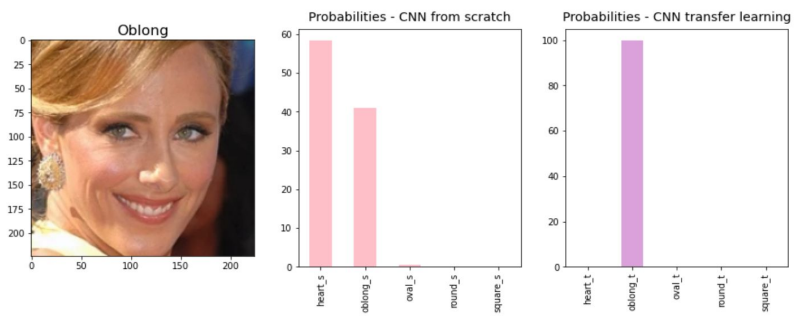 Oblong
0
25
50
75
100
125
150
175
200
0 50 100 150 200
Probabilities - CNN from scratch
60
50
40
30
20
10
0
heart_s
oblong_s
oval_s
round_s
square_s
Probabilities - CNN transfer learning
100
80
60
40
20
0
heart_t
oblong_t
oval_t
round_t
square_t